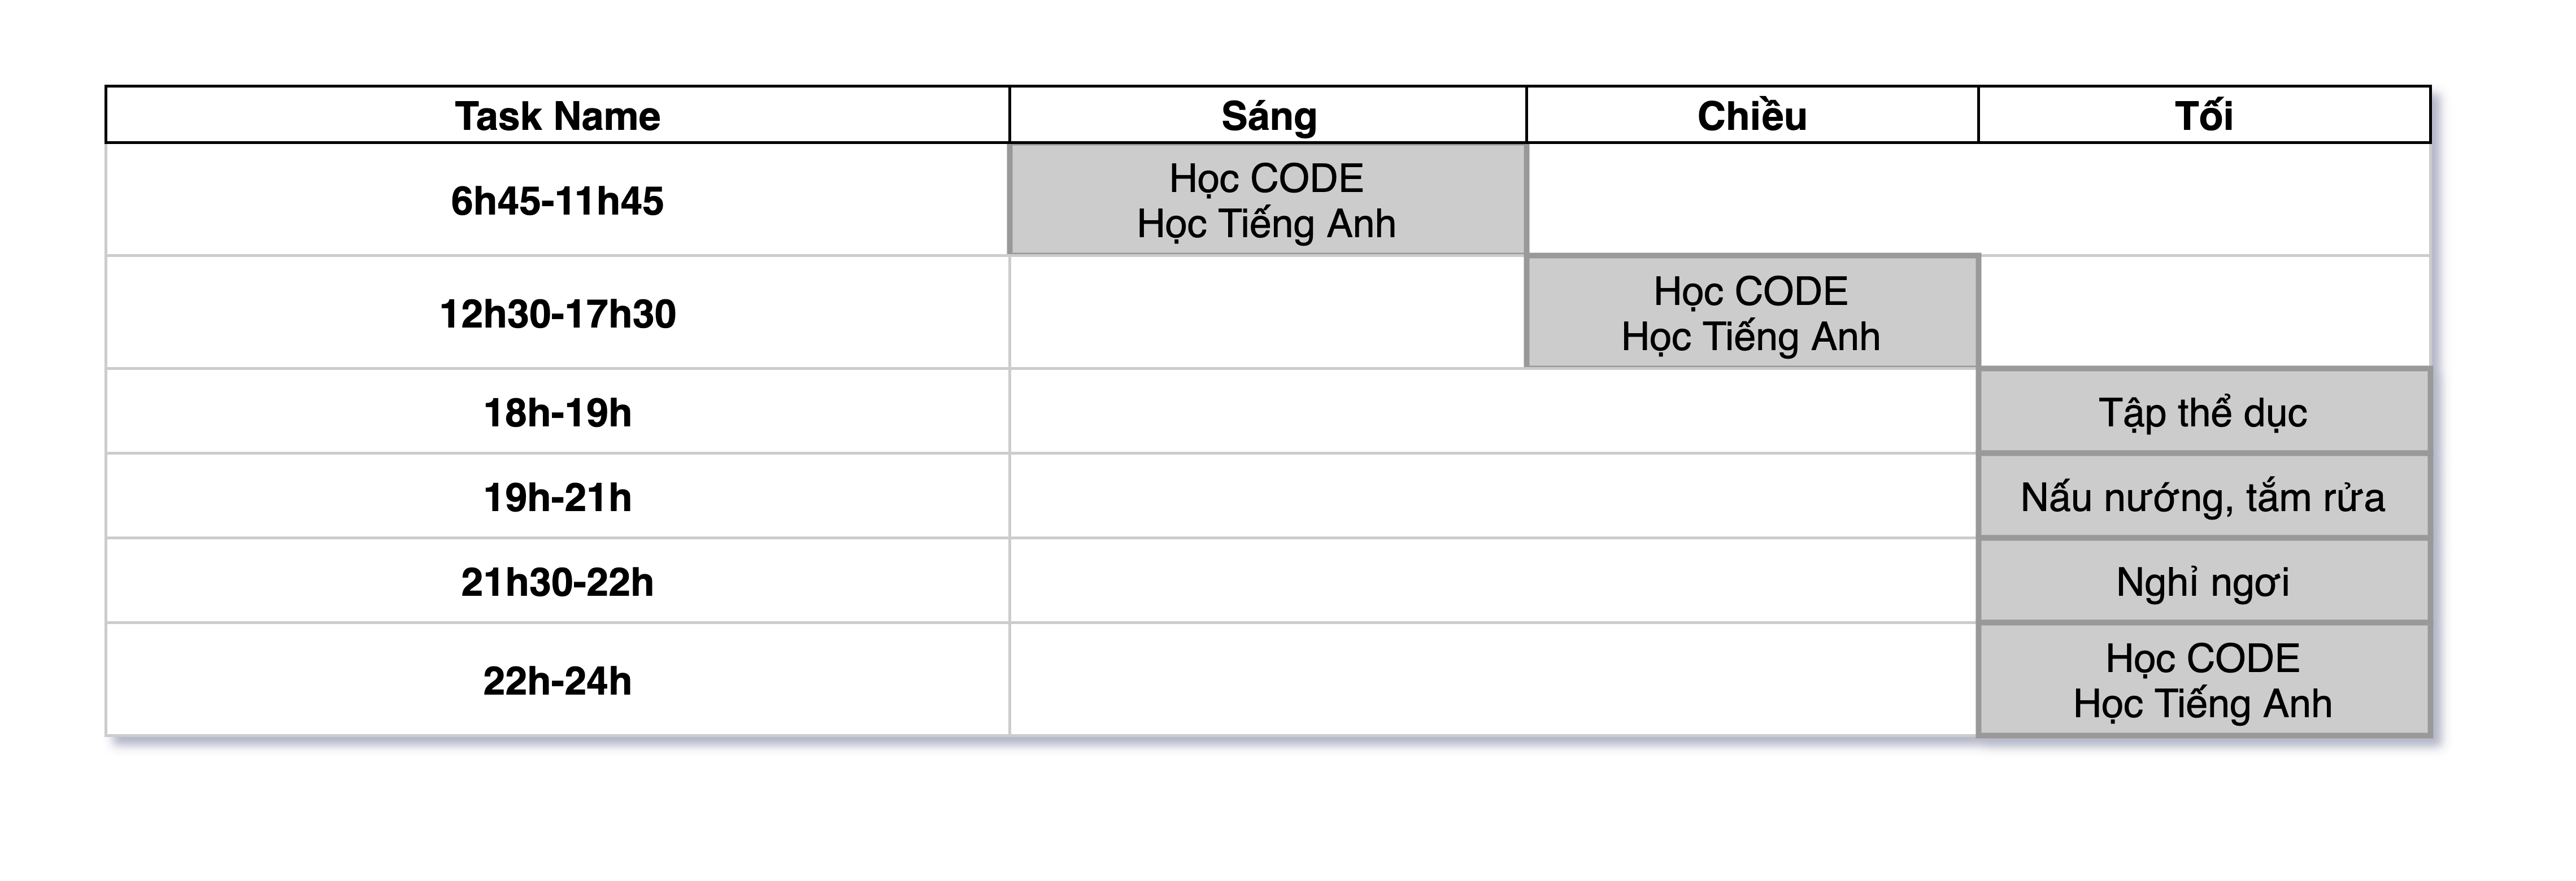 Task Name Sáng Chiều Tối
6h45-11h45
Học CODE
Học Tiếng Anh
12h30-17h30
Học CODE
Học Tiếng Anh
18h-19h
Tập thể dục
19h-21h
Nấu nướng, tắm rửa
21h30-22h
Nghỉ ngơi
22h-24h
Học CODE
Học Tiếng Anh